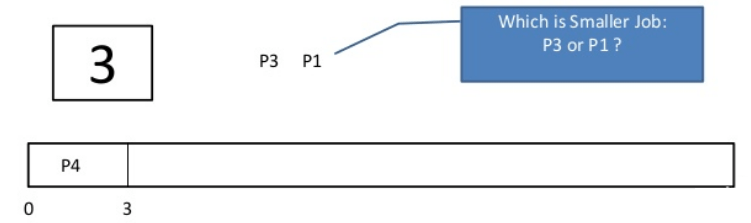 Which is Smaller Job:
P3 or P1 ?
3
P3 P1
P4
0 3